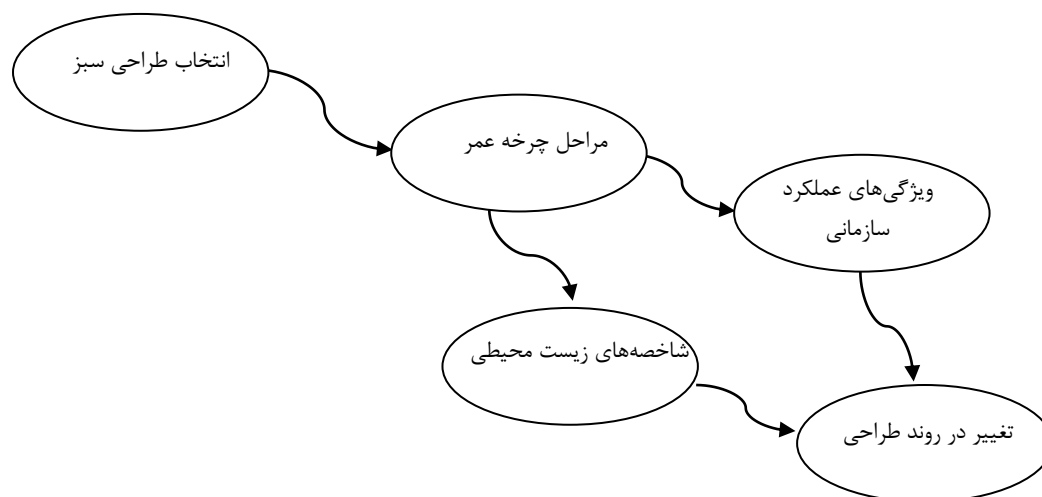 انتخاب طراحی سبز
مراحل چرخه عمر
ویژگی‌های عملکرد
سازمانی
شاخصه‌های زیست محیطی
تغییر در روند طراحی